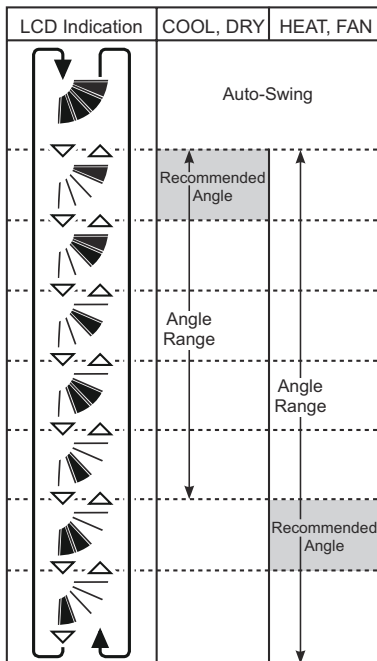 LCD Indication COOL, DRY HEAT, FAN
Auto-Swing
Recommended
Angle
Angle
Range
Angle
Range
Recommended
Angle